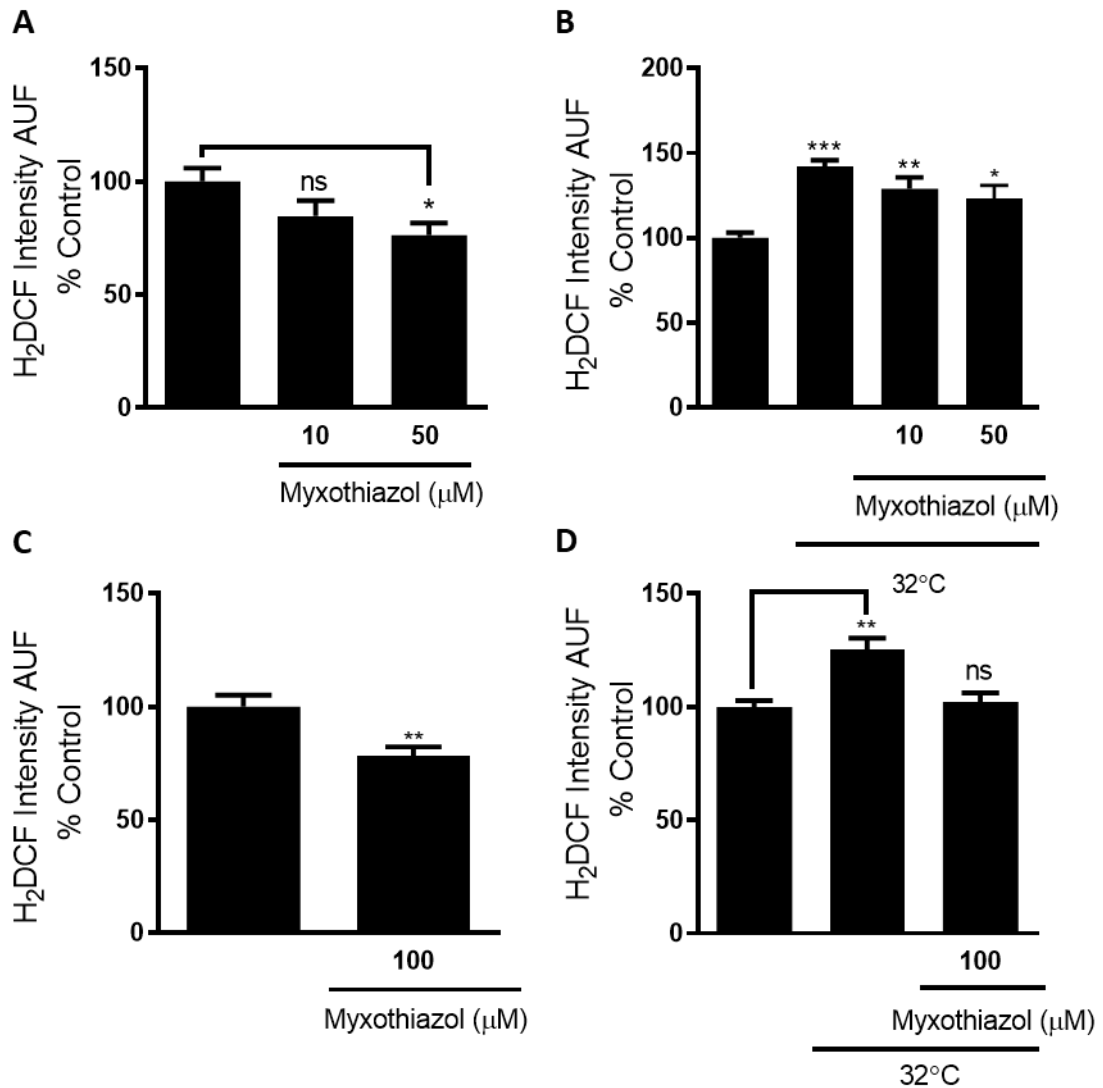 A
H₂DCF Intensity AUF
% Control
150
100
50
0
ns
*
10 50
Myxothiazol (μM)
B
H₂DCF Intensity AUF
% Control
200
150
100
50
0
***
**
*
10 50
Myxothiazol (μM)
32°C
C
H₂DCF Intensity AUF
% Control
150
100
50
0
**
100
Myxothiazol (μM)
D
H₂DCF Intensity AUF
% Control
150
100
50
0
**
ns
100
Myxothiazol (μM)
32°C